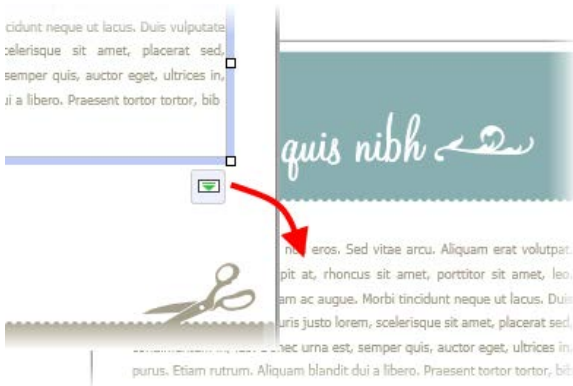 cidunt neque ut lacus. Duis vulputate
celerisque sit amet, placerat sed,
semper quis, auctor eget, ultrices in,
ui a libero. Praesent tortor tortor, bib
quis nibh
eros. Sed vitae arcu. Aliquam erat volutpat.
pit at, rhoncus sit amet, porttitor sit amet, leo.
am ac augue. Morbi tincidunt neque ut lacus. Duis
uris justo lorem, scelerisque sit amet, placerat sed,
nec urna est, semper quis, auctor eget, ultrices in,
purus. Etiam rutrum. Aliquam blandit dui a libero. Praesent tortor tortor, bib